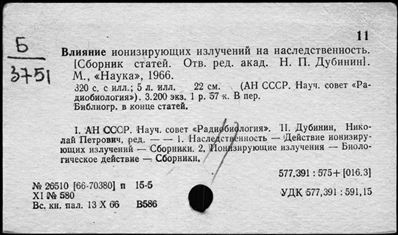 11
Б
3751
Влияние ионизирующих излучений на наследственность.
[Сборник статей. Отв. ред. акад. Н. П. Дубинин].
М., «Наука», 1966.
320 с. с илл.; 5 л. илл. 22 см. (АН СССР. Науч. совет «Ра-
диобиология»). 3.200 экз. 1 р. 57 к. В пер.
Библиогр. в конце статей.
I. АН СССР. Науч. совет «Радиобиология». II. Дубинин, Нико-
лай Петрович, ред. — — 1. Наследственность — Действие ионизирую-
щих излучений — Сборники. 2. Ионизирующие излучения — Биоло-
гическое действие — Сборники.
577,391 : 575+[016.3]
№ 26510 [66-70380] п 15-5
XI № 580
УДК 577,391 : 591,15
Вс. кн. пал. 13 X 66 Б586